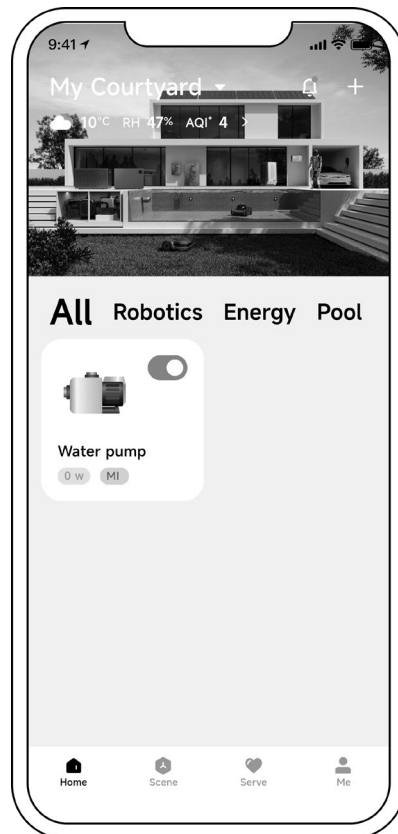 9:41
My Courtyard
10°C RH 47% AQI* 4 >
All Robotics Energy Pool
Water pump
0 w MI
Home Scene Serve Me